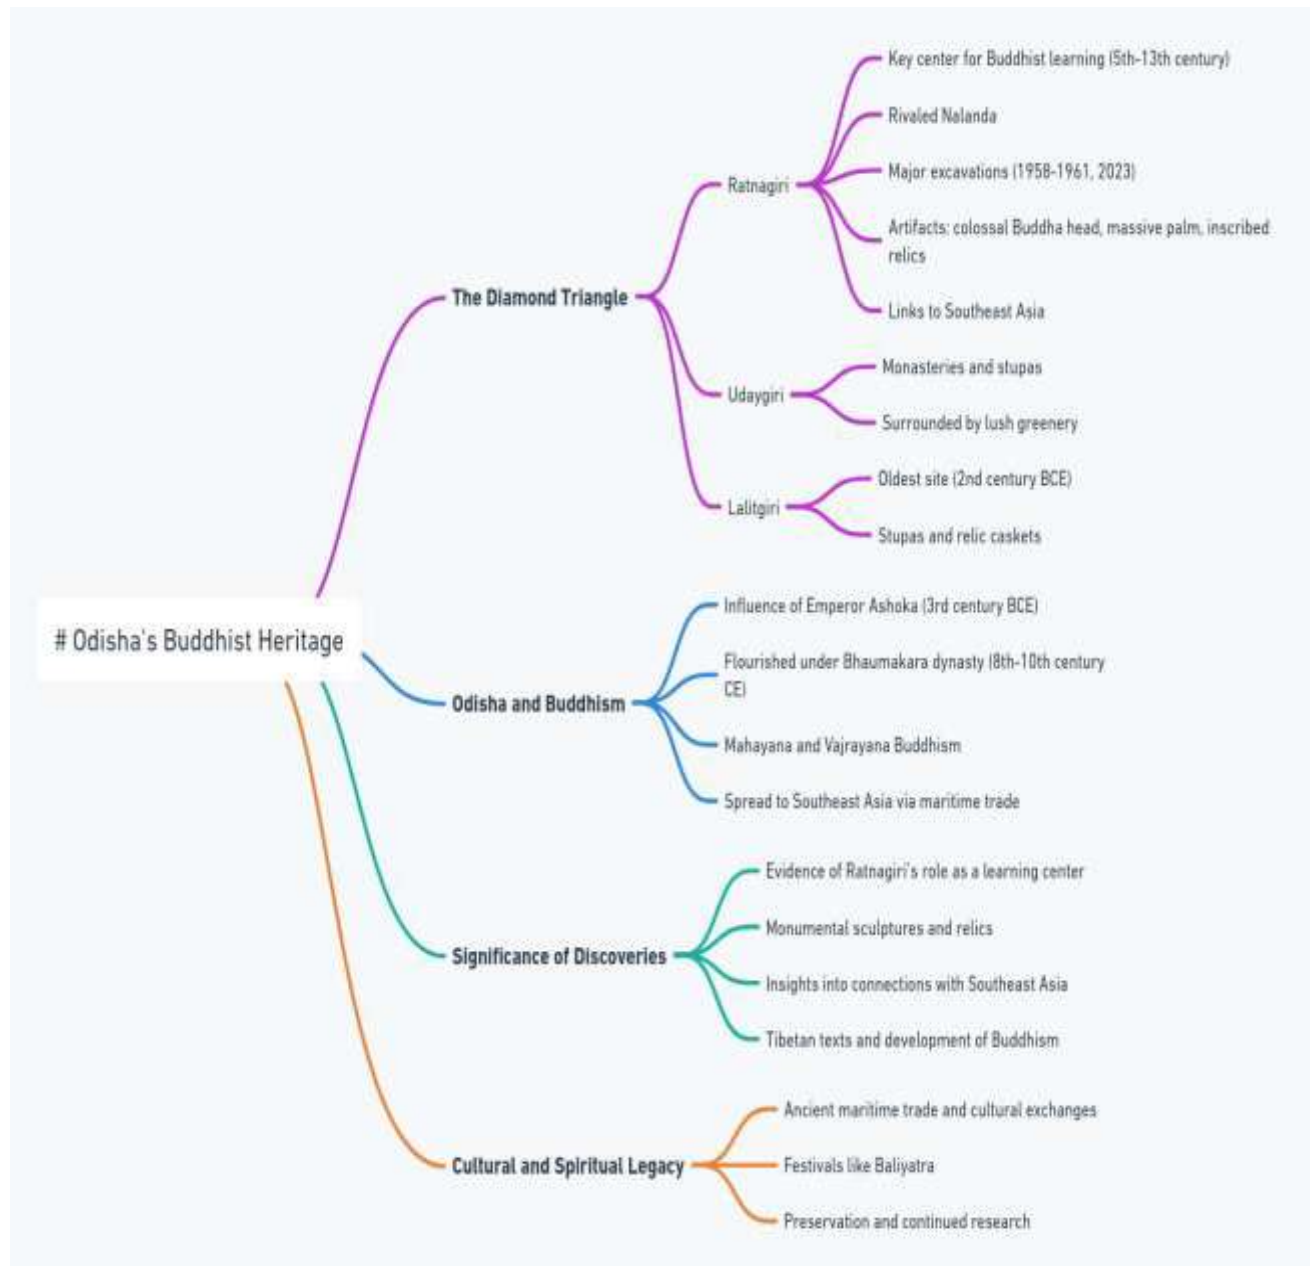 # Odisha's Buddhist Heritage
The Diamond Triangle
Ratnagiri
Key center for Buddhist learning (5th-13th century)
Rivaled Nalanda
Major excavations (1958-1961, 2023)
Artifacts: colossal Buddha head, massive palm, inscribed
relics
Links to Southeast Asia
Udaygiri
Monasteries and stupas
Surrounded by lush greenery
Lalitgiri
Oldest site (2nd century BCE)
Stupas and relic caskets
Odisha and Buddhism
Influence of Emperor Ashoka (3rd century BCE)
Flourished under Bhaumakara dynasty (8th-10th century
CE)
Mahayana and Vajrayana Buddhism
Spread to Southeast Asia via maritime trade
Significance of Discoveries
Evidence of Ratnagiri's role as a learning center
Monumental sculptures and relics
Insights into connections with Southeast Asia
Tibetan texts and development of Buddhism
Cultural and Spiritual Legacy
Ancient maritime trade and cultural exchanges
Festivals like Baliyatra
Preservation and continued research